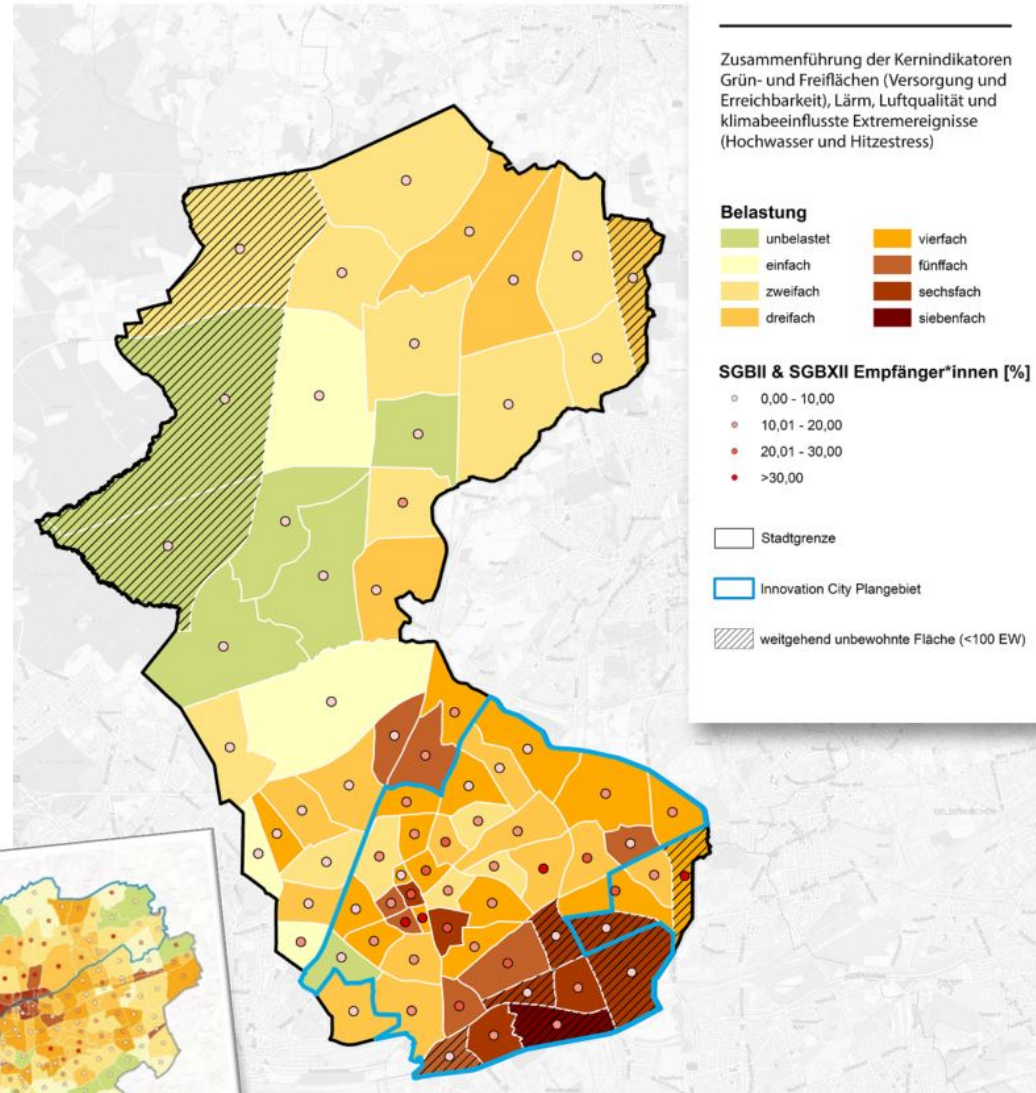 Zusammenführung der Kernindikatoren
Grün- und Freiflächen (Versorgung und
Erreichbarkeit), Lärm, Luftqualität und
klimabeeinflusste Extremereignisse
(Hochwasser und Hitzestress)
Belastung
unbelastet
einfach
zweifach
dreifach
vierfach
fünffach
sechsfach
siebenfach
SGBII & SGBXII Empfänger*innen [%]
0,00 - 10,00
10,01 - 20,00
20,01 - 30,00
>30,00
Stadtgrenze
Innovation City Plangebiet
weitgehend unbewohnte Fläche (<100 EW)
GELSENKIRCHEN